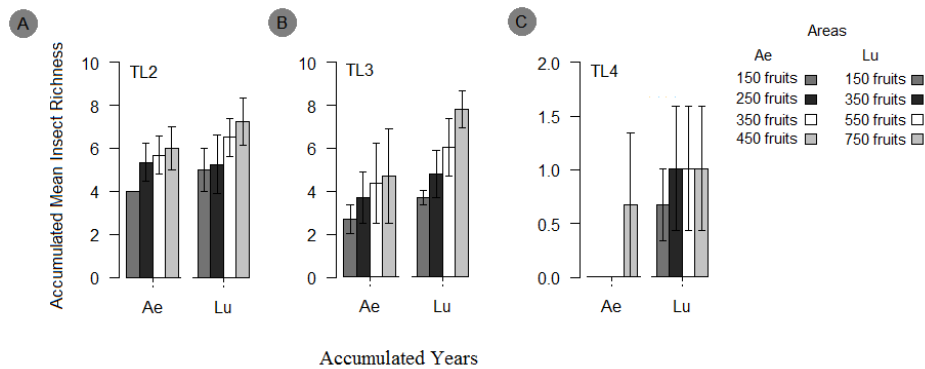 A
B
C
Accumulated Mean Insect Richness
TL2
10
8
6
4
2
0
Ae
Lu
TL3
10
8
6
4
2
0
Ae
Lu
TL4
2.0
1.5
1.0
0.5
0.0
Ae
Lu
Areas
Ae Lu
150 fruits 150 fruits
250 fruits 350 fruits
350 fruits 550 fruits
450 fruits 750 fruits
Accumulated Years